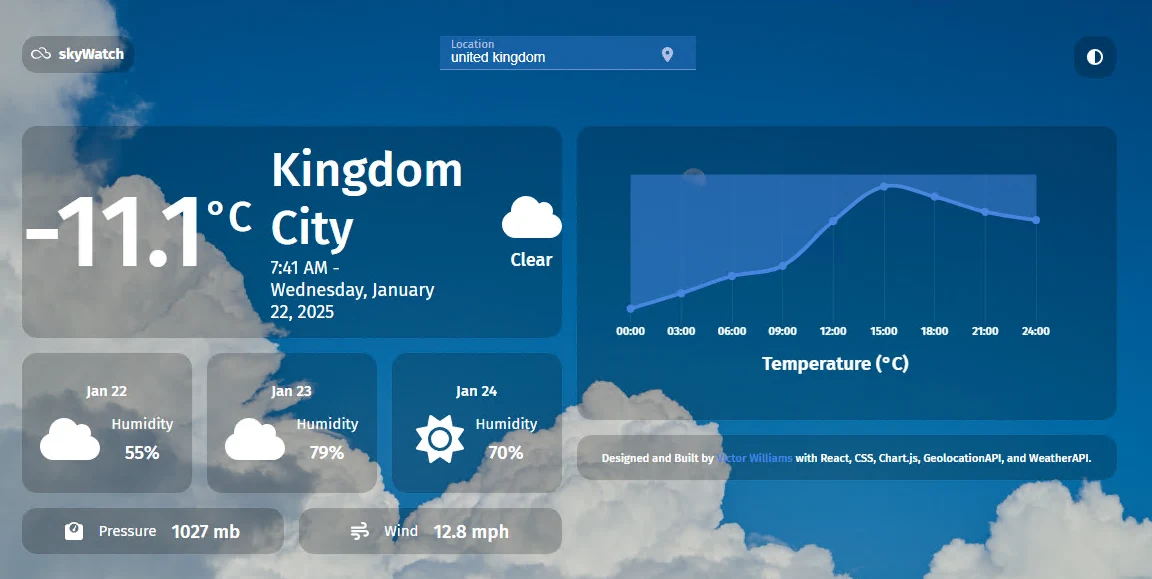 skyWatch
Location
united kingdom
-11.1°C
Kingdom
City
7:41 AM -
Wednesday, January
22, 2025
Clear
00:00 03:00 06:00 09:00 12:00 15:00 18:00 21:00 24:00
Temperature (°C)
Jan 22
Humidity
55%
Jan 23
Humidity
79%
Jan 24
Humidity
70%
Designed and Built by Victor Williams with React, CSS, Chart.js, GeolocationAPI, and WeatherAPI.
Pressure 1027 mb
Wind 12.8 mph